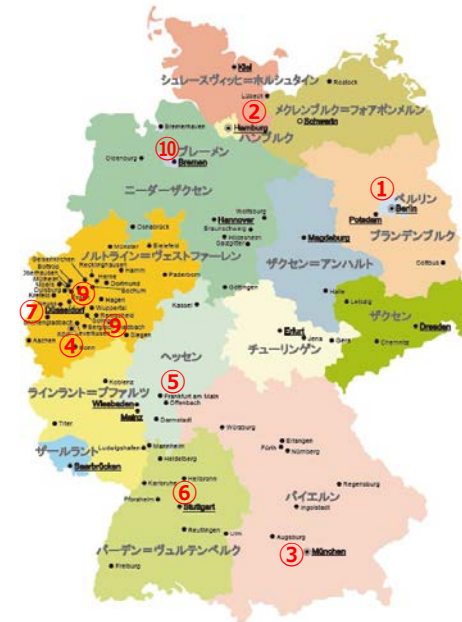 Kiel
シュレースヴィッヒ=ホルシュタイン
Rostock
Lübeck
②
メクレンブルク=フォアポンメルン
Schwerin
Hamburg
ハンブルク
Bremerhaven
⑩
ブレーメン
Bremen
Oldenburg
ニーダーザクセン
①
ベルリン
Berlin
Potsdam
ブランデンブルク
Cottbus
Wolfsburg
Hannover
Braunschweig
Hildesheim
Salzgitter
Magdeburg
ザクセン=アンハルト
Osnabrück
Münster
Bielefeld
ノルトライン=ヴェストファーレン
Gelsenkirchen
Recklinghausen
Bottrop
Oberhausen
Mülheim
Moers
Duisburg
Krefeld
Herne
Hamm
Dortmund
Bochum
Paderborn
⑨
Hagen
⑦
Düsseldorf
Wuppertal
Remscheid
⑨
Siegen
④
Aachen
Bonn
Göttingen
Kassel
Halle
Leipzig
ザクセン
Dresden
Chemnitz
Erfurt
Jena
Gera
チューリンゲン
ヘッセン
⑤
Koblenz
ラインラント=プファルツ
Frankfurt am Main
Offenbach
Wiesbaden
Mainz
Darmstadt
Trier
ザールラント
Saarbrücken
Ludwigshafen
Mannheim
Heidelberg
Würzburg
Erlangen
Fürth
Nürnberg
Regensburg
Karlsruhe
Heilbronn
⑥
Pforzheim
Stuttgart
バイエルン
Ingolstadt
Reutlingen
Ulm
Augsburg
バーデン=ヴュルテンベルク
③
München
Freiburg